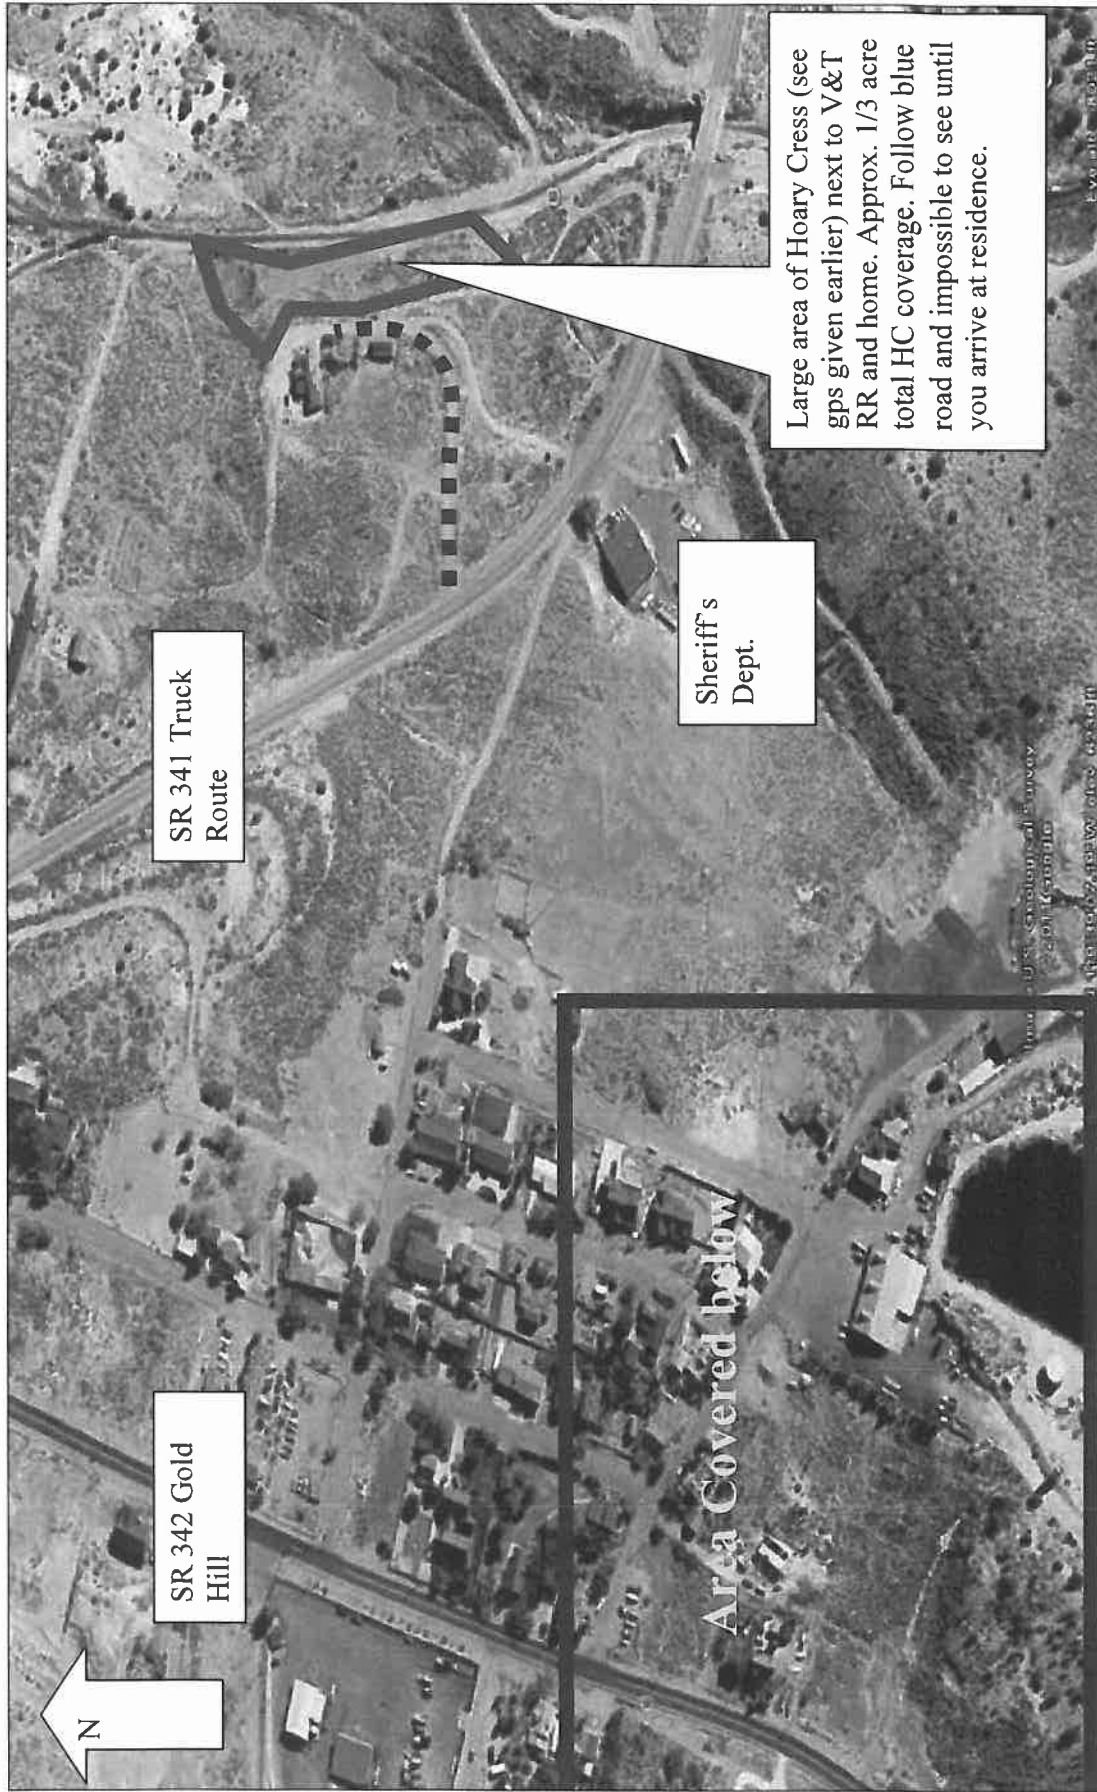 N
SR 342 Gold
Hill
SR 341 Truck
Route
Large area of Hoary Cress (see
gps given earlier) next to V&T
RR and home. Approx. 1/3 acre
total HC coverage. Follow blue
road and impossible to see until
you arrive at residence.
Sheriff's
Dept.
Area Covered below